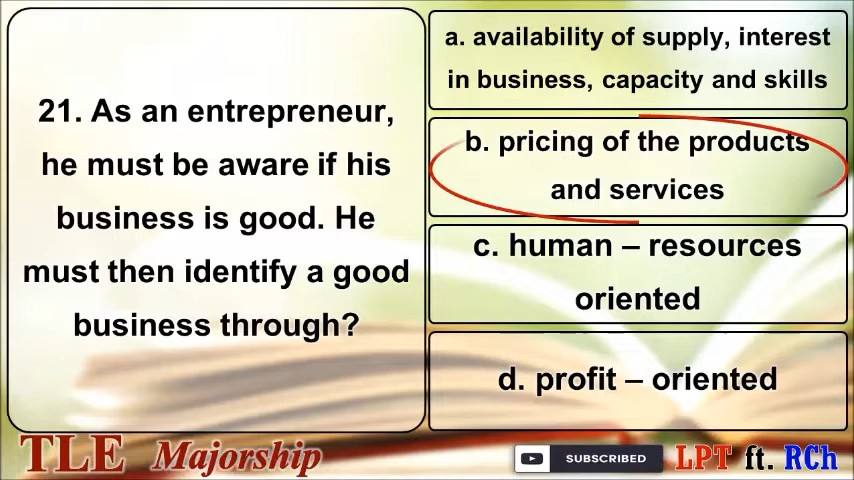 21. As an entrepreneur,
he must be aware if his
business is good. He
must then identify a good
business through?
a. availability of supply, interest
in business, capacity and skills
b. pricing of the products
and services
c. human – resources
oriented
d. profit – oriented
TLE Majorship
SUBSCRIBED
LPT ft. RCh